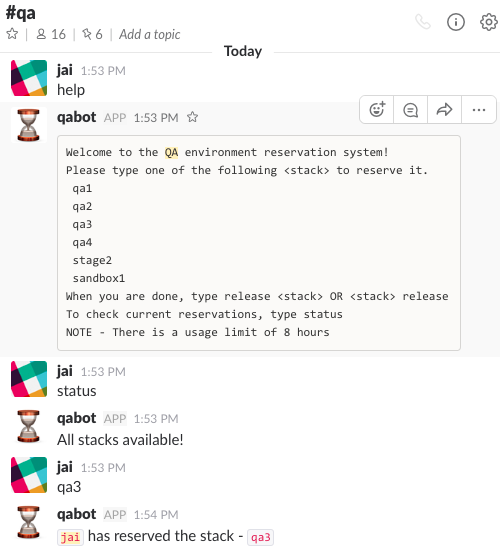 #qa
16 6 Add a topic
Today
jai 1:53 PM
help
qabot APP 1:53 PM
Welcome to the QA environment reservation system!
Please type one of the following <stack> to reserve it.
qa1
qa2
qa3
qa4
stage2
sandbox1
When you are done, type release <stack> OR <stack> release
To check current reservations, type status
NOTE - There is a usage limit of 8 hours
jai 1:53 PM
status
qabot APP 1:53 PM
All stacks available!
jai 1:53 PM
qa3
qabot APP 1:54 PM
jai has reserved the stack - qa3